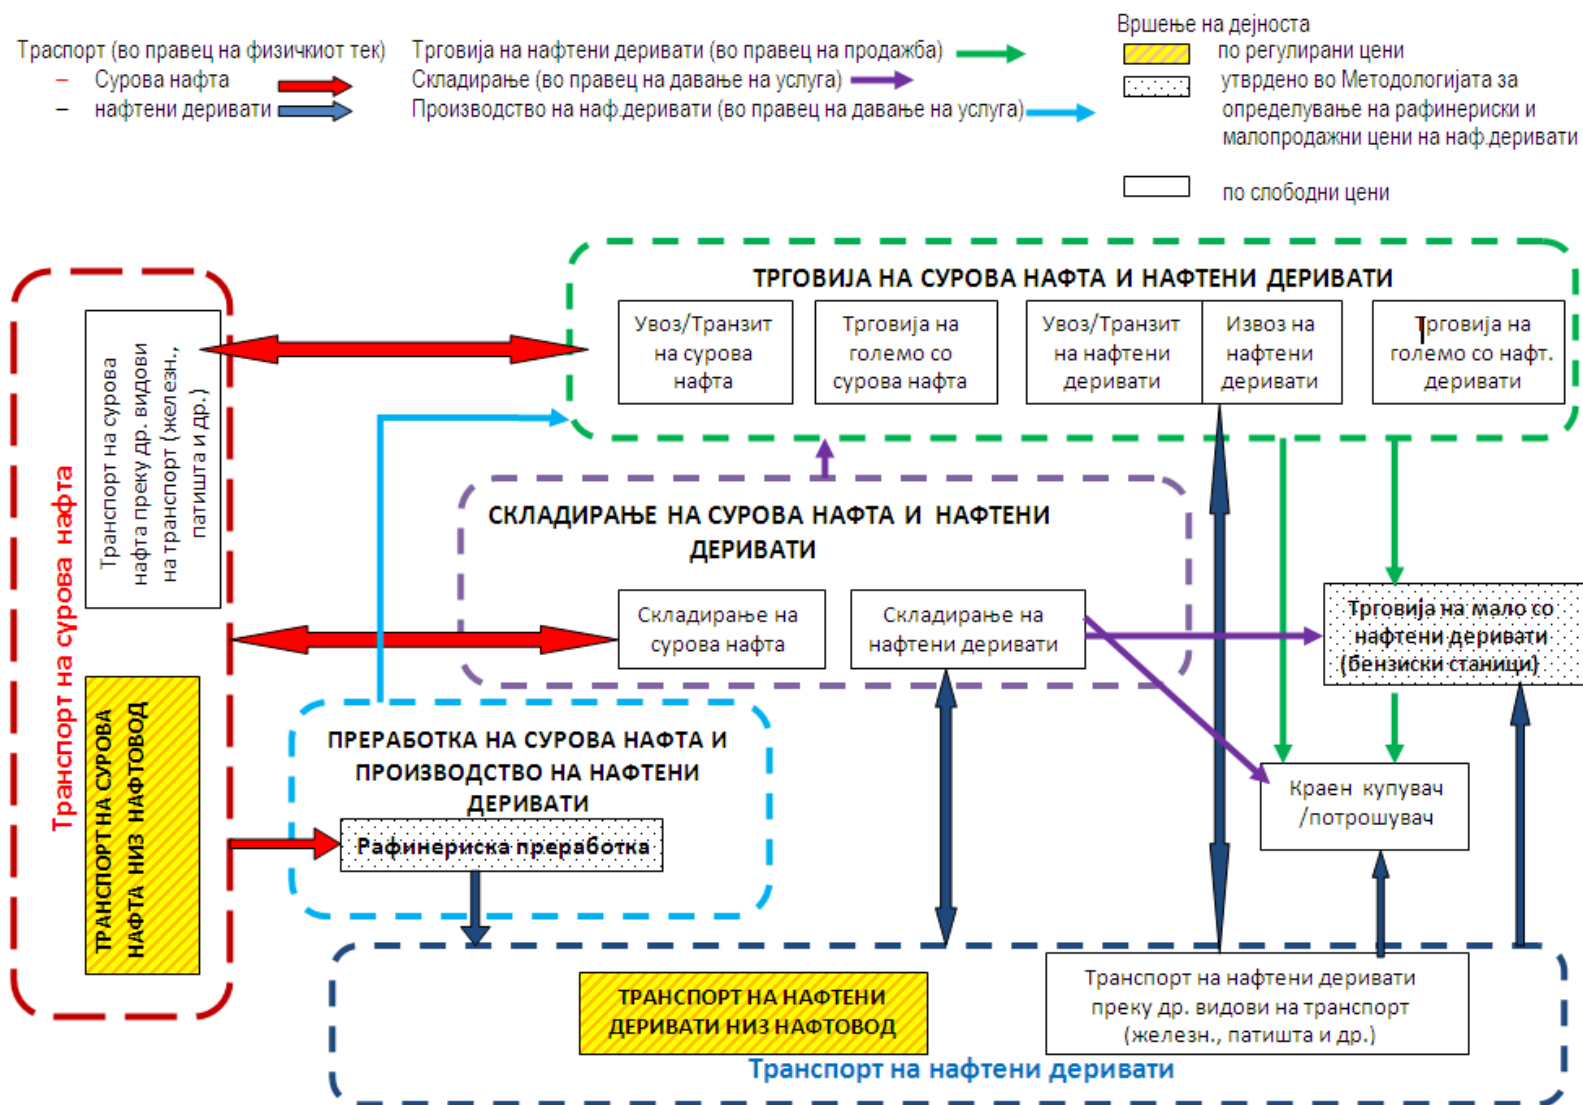 Траспорт (во правец на физичкиот тек)
– Сурова нафта
– нафтени деривати
Трговија на нафтени деривати (во правец на продажба)
Складирање (во правец на давање на услуга)
Производство на наф.деривати (во правец на давање на услуга)
Вршење на дејноста
по регулирани цени
утврдено во Методологијата за
определување на рафинериски и
малопродажни цени на наф.деривати
по слободни цени
ТРГОВИЈА НА СУРОВА НАФТА И НАФТЕНИ ДЕРИВАТИ
Увоз/Транзит
на сурова
нафта
Трговија на
големо со
сурова нафта
Увоз/Транзит
на нафтени
деривати
Извоз на
нафтени
деривати
Трговија на
големо со нафт.
деривати
Транспорт на сурова нафта
Транспорт на сурова
нафта преку др. видови
на транспорт (железн.,
патишта и др.)
ТРАНСПОРТ НА СУРОВА
НАФТА НИЗ НАФТОВОД
СКЛАДИРАЊЕ НА СУРОВА НАФТА И НАФТЕНИ
ДЕРИВАТИ
Складирање на
сурова нафта
Складирање на
нафтени деривати
Трговија на мало со
нафтени деривати
(бензиски станици)
ПРЕРАБОТКА НА СУРОВА НАФТА И
ПРОИЗВОДСТВО НА НАФТЕНИ
ДЕРИВАТИ
Рафинериска преработка
Краен купувач
/потрошувач
ТРАНСПОРТ НА НАФТЕНИ
ДЕРИВАТИ НИЗ НАФТОВОД
Транспорт на нафтени деривати
преку др. видови на транспорт
(железн., патишта и др.)
Транспорт на нафтени деривати